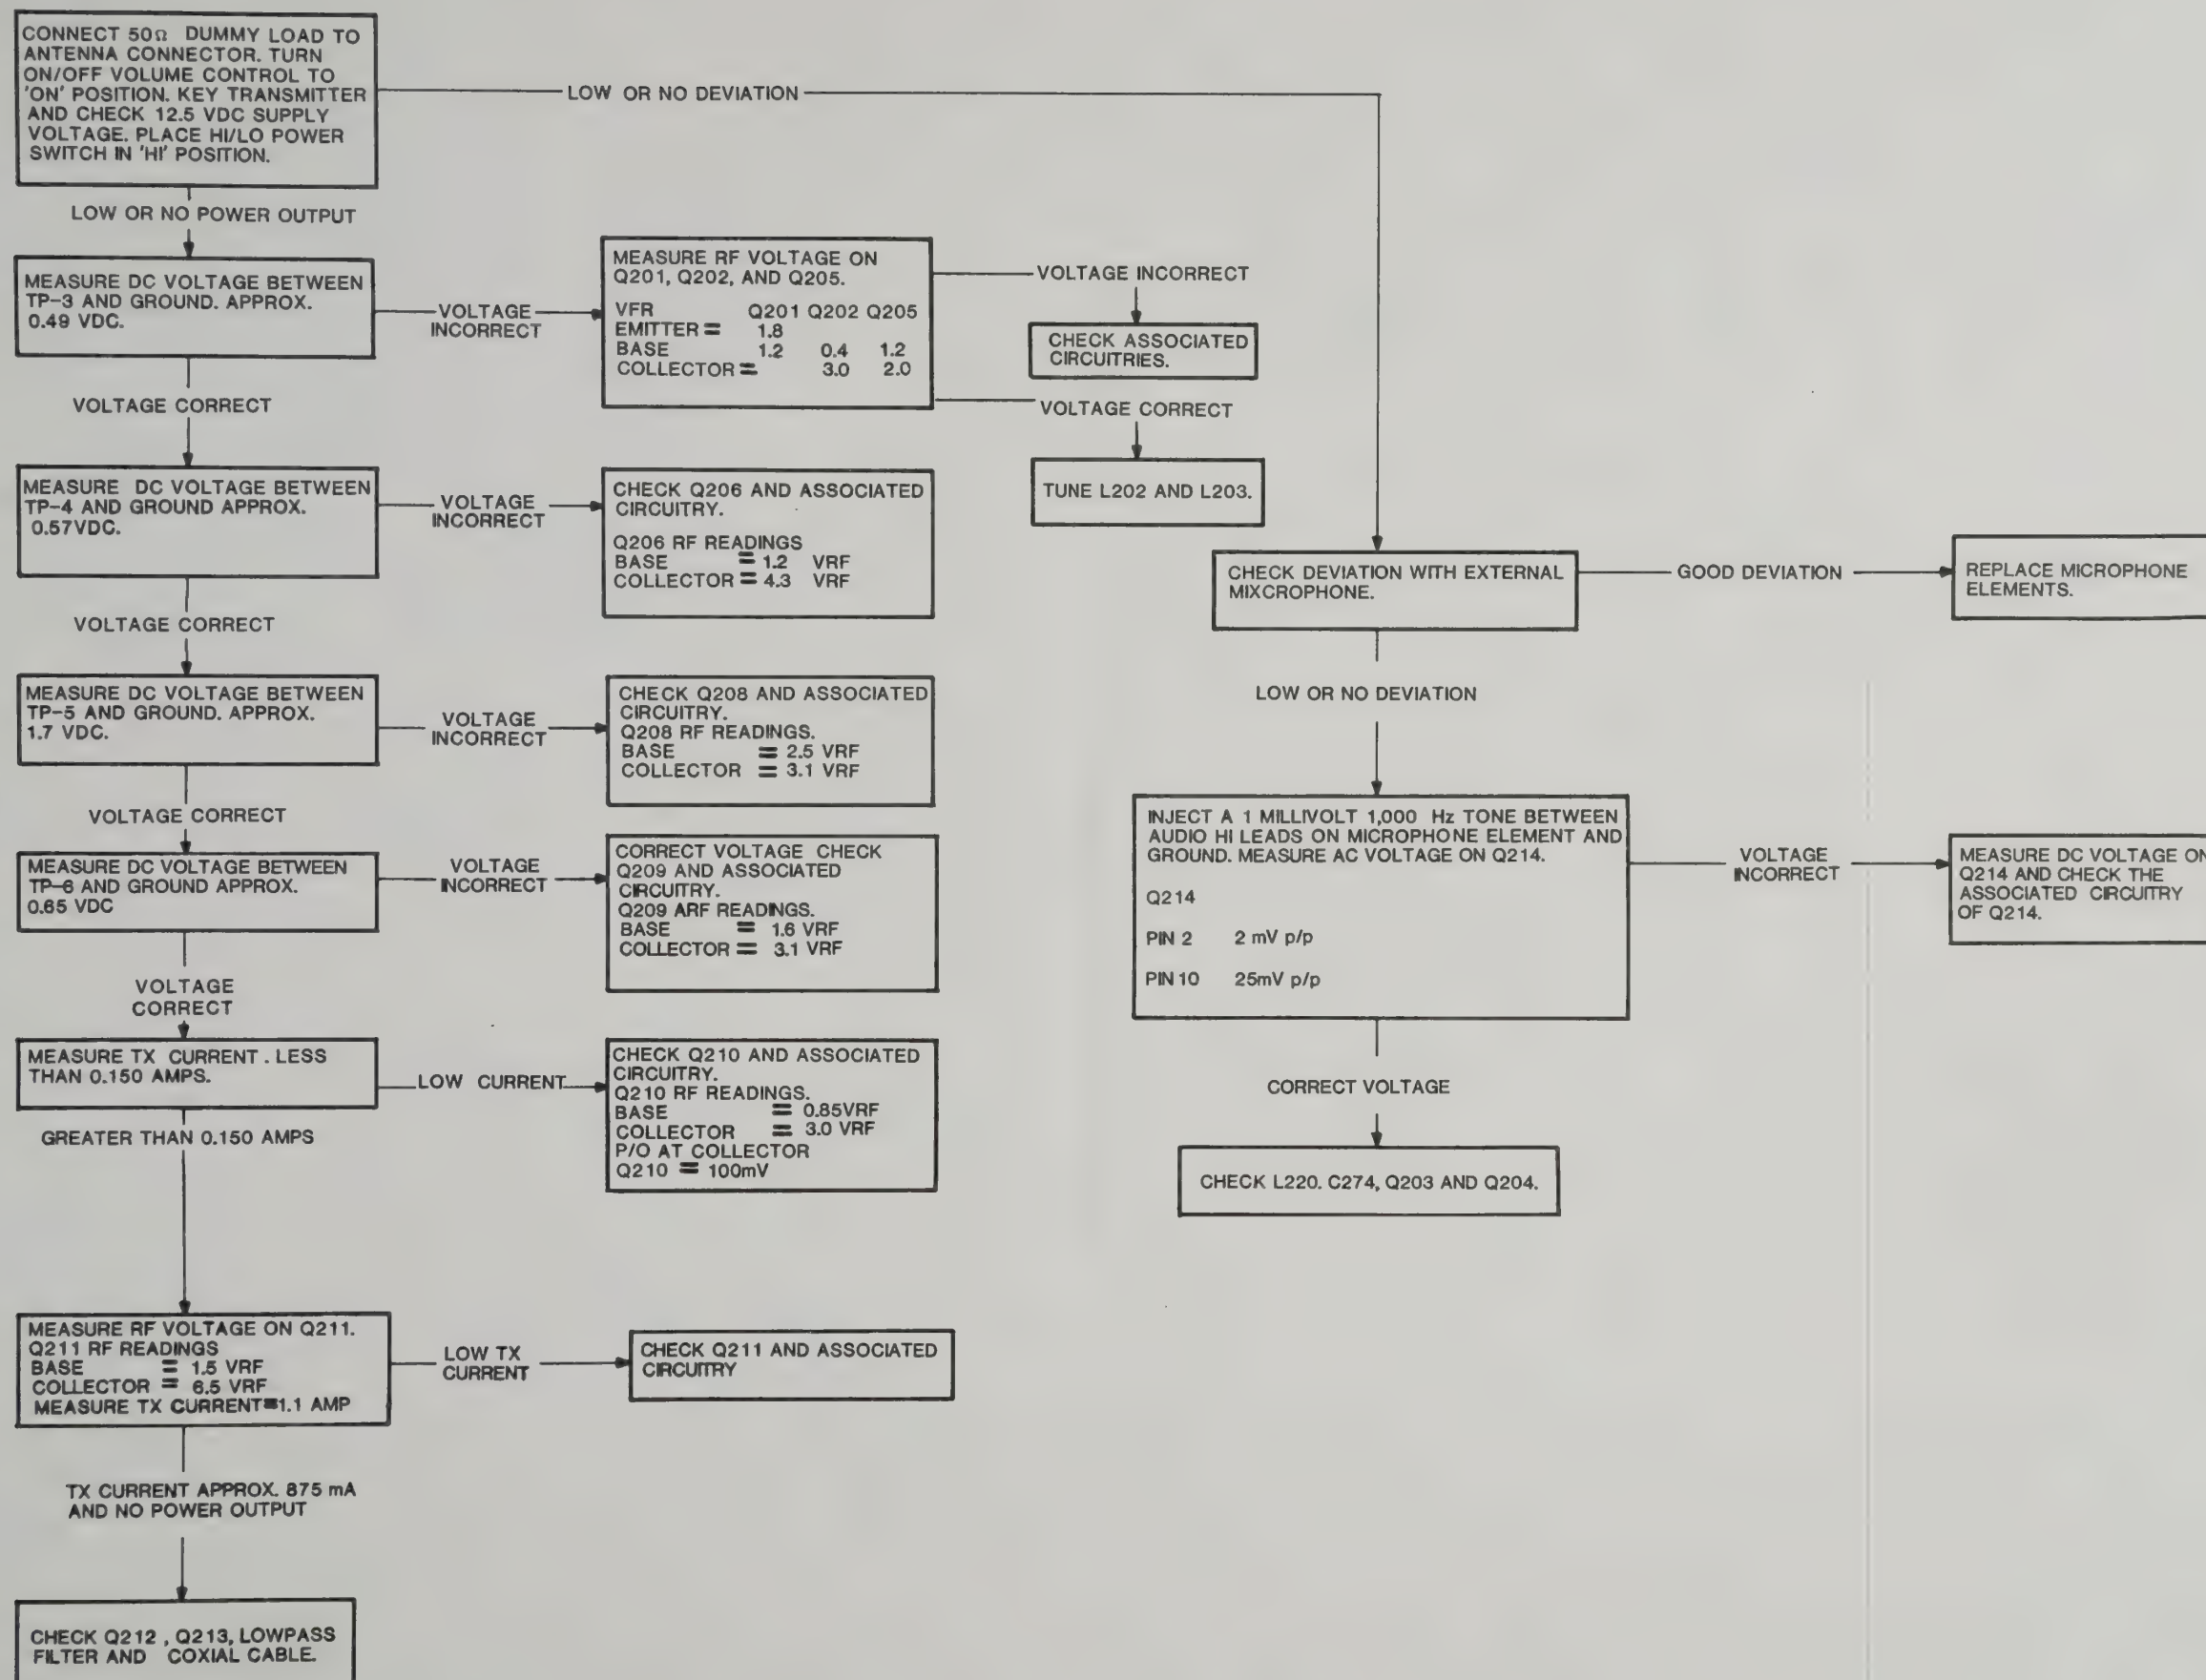 CONNECT 50Ω DUMMY LOAD TO
ANTENNA CONNECTOR. TURN
ON/OFF VOLUME CONTROL TO
'ON' POSITION. KEY TRANSMITTER
AND CHECK 12.5 VDC SUPPLY
VOLTAGE. PLACE HI/LO POWER
SWITCH IN 'HI' POSITION.
LOW OR NO DEVIATION
LOW OR NO POWER OUTPUT
MEASURE DC VOLTAGE BETWEEN
TP-3 AND GROUND. APPROX.
0.49 VDC.
VOLTAGE
INCORRECT
MEASURE RF VOLTAGE ON
Q201, Q202, AND Q205.
VFR Q201 Q202 Q205
EMITTER = 1.8
BASE 1.2 0.4 1.2
COLLECTOR = 3.0 2.0
VOLTAGE INCORRECT
CHECK ASSOCIATED
CIRCUITRIES.
VOLTAGE CORRECT
TUNE L202 AND L203.
VOLTAGE CORRECT
MEASURE DC VOLTAGE BETWEEN
TP-4 AND GROUND APPROX.
0.57VDC.
VOLTAGE
INCORRECT
CHECK Q206 AND ASSOCIATED
CIRCUITRY.
Q206 RF READINGS
BASE = 1.2 VRF
COLLECTOR = 4.3 VRF
VOLTAGE CORRECT
MEASURE DC VOLTAGE BETWEEN
TP-5 AND GROUND. APPROX.
1.7 VDC.
VOLTAGE
INCORRECT
CHECK Q208 AND ASSOCIATED
CIRCUITRY.
Q208 RF READINGS.
BASE = 2.5 VRF
COLLECTOR = 3.1 VRF
VOLTAGE CORRECT
MEASURE DC VOLTAGE BETWEEN
TP-6 AND GROUND APPROX.
0.65 VDC
VOLTAGE
INCORRECT
CORRECT VOLTAGE CHECK
Q209 AND ASSOCIATED
CIRCUITRY.
Q209 ARF READINGS.
BASE = 1.6 VRF
COLLECTOR = 3.1 VRF
VOLTAGE
CORRECT
MEASURE TX CURRENT. LESS
THAN 0.150 AMPS.
LOW CURRENT
CHECK Q210 AND ASSOCIATED
CIRCUITRY.
Q210 RF READINGS.
BASE = 0.85VRF
COLLECTOR = 3.0 VRF
P/O AT COLLECTOR
Q210 = 100mV
GREATER THAN 0.150 AMPS
MEASURE RF VOLTAGE ON Q211.
Q211 RF READINGS
BASE = 1.5 VRF
COLLECTOR = 6.5 VRF
MEASURE TX CURRENT=1.1 AMP
LOW TX
CURRENT
CHECK Q211 AND ASSOCIATED
CIRCUITRY
TX CURRENT APPROX. 875 mA
AND NO POWER OUTPUT
CHECK Q212, Q213, LOWPASS
FILTER AND COXIAL CABLE.
CHECK DEVIATION WITH EXTERNAL
MIXCROPHONE.
GOOD DEVIATION
REPLACE MICROPHONE
ELEMENTS.
LOW OR NO DEVIATION
INJECT A 1 MILLIVOLT 1,000 Hz TONE BETWEEN
AUDIO HI LEADS ON MICROPHONE ELEMENT AND
GROUND. MEASURE AC VOLTAGE ON Q214.
Q214
PIN 2 2 mV p/p
PIN 10 25mV p/p
VOLTAGE
INCORRECT
MEASURE DC VOLTAGE ON
Q214 AND CHECK THE
ASSOCIATED CIRCUITRY
OF Q214.
CORRECT VOLTAGE
CHECK L220. C274, Q203 AND Q204.